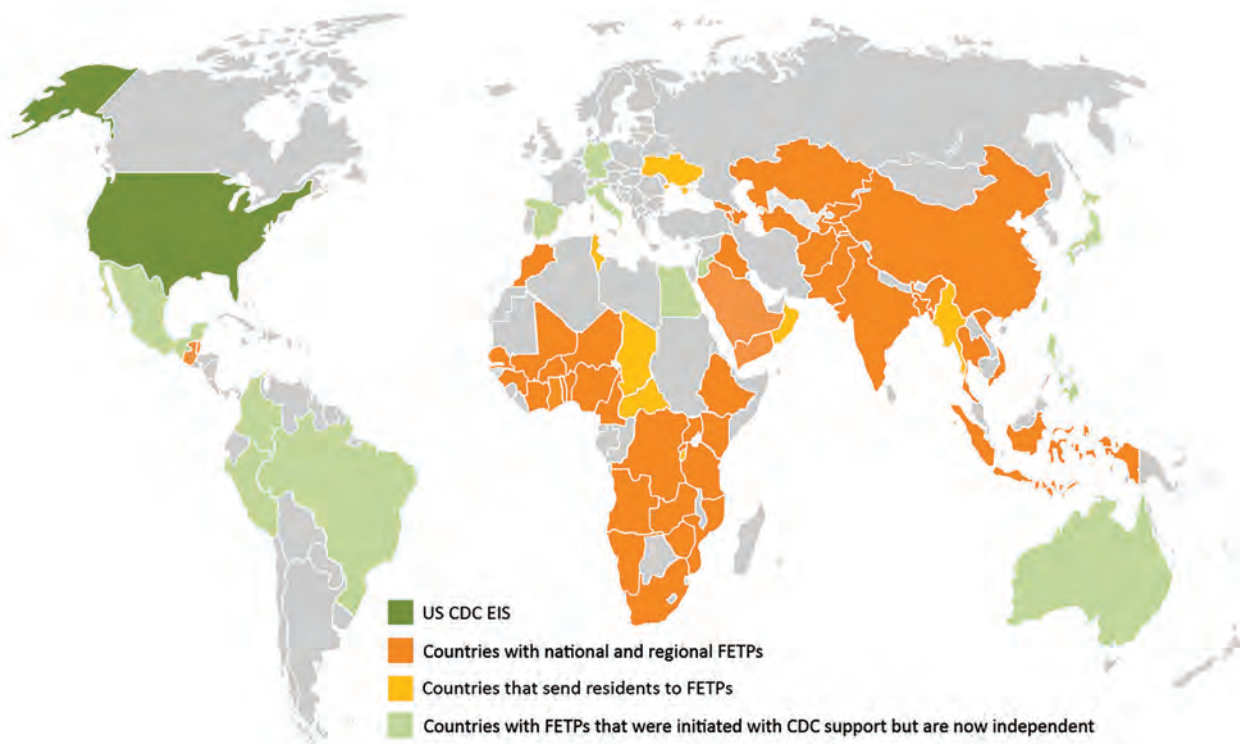 US CDC EIS
Countries with national and regional FETPs
Countries that send residents to FETPs
Countries with FETPs that were initiated with CDC support but are now independent